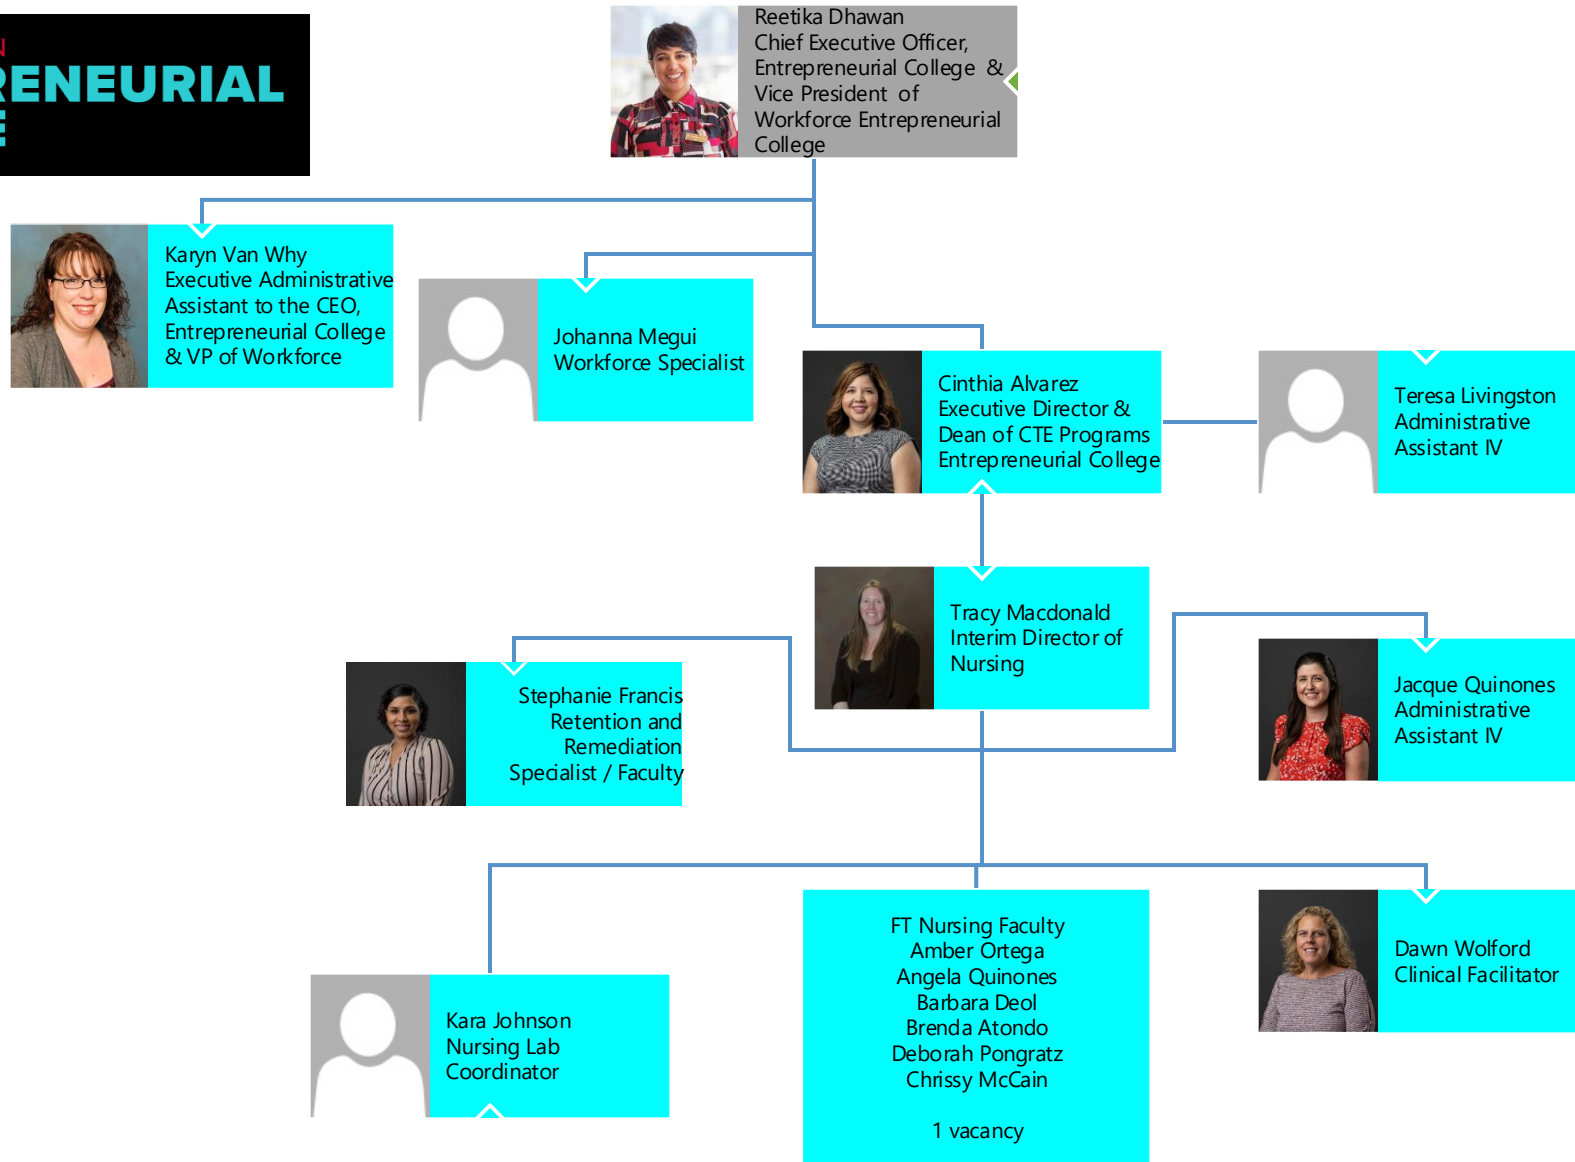 N
RENEURIAL
E
Reetika Dhawan
Chief Executive Officer,
Entrepreneurial College &
Vice President of
Workforce Entrepreneurial
College
Karyn Van Why
Executive Administrative
Assistant to the CEO,
Entrepreneurial College
& VP of Workforce
Johanna Megui
Workforce Specialist
Cinthia Alvarez
Executive Director &
Dean of CTE Programs
Entrepreneurial College
Teresa Livingston
Administrative
Assistant IV
Tracy Macdonald
Interim Director of
Nursing
Stephanie Francis
Retention and
Remediation
Specialist / Faculty
Jacque Quinones
Administrative
Assistant IV
Kara Johnson
Nursing Lab
Coordinator
FT Nursing Faculty
Amber Ortega
Angela Quinones
Barbara Deol
Brenda Atondo
Deborah Pongratz
Chrissy McCain
1 vacancy
Dawn Wolford
Clinical Facilitator